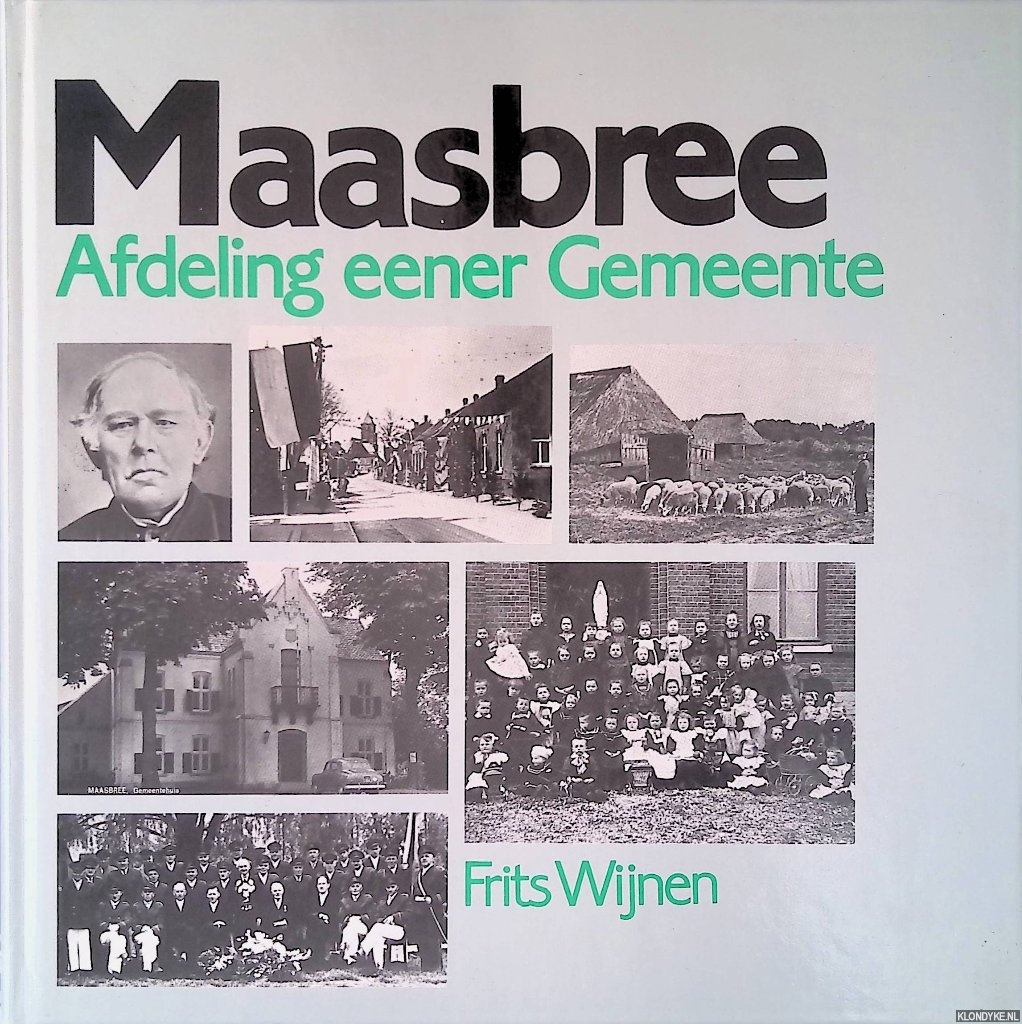 Maasbree
Afdeling eener Gemeente
MAASBREE, Gemeentehuis
Frits Wijnen
KLONDYKE.NL